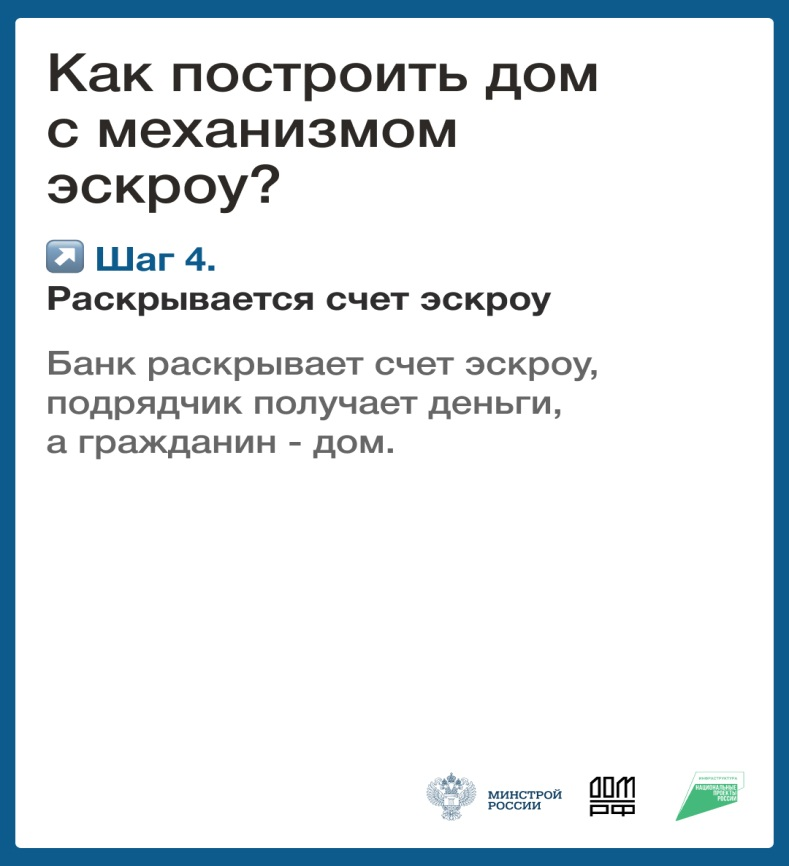 Как построить дом
с механизмом
эскроу?
Шаг 4.
Раскрывается счет эскроу
Банк раскрывает счет эскроу,
подрядчик получает деньги,
а гражданин - дом.
МИНСТРОЙ
РОССИИ
ДОМ
РФ
ИНФРАСТРУКТУРА
НАЦИОНАЛЬНЫЕ
ПРОЕКТЫ
РОССИИ